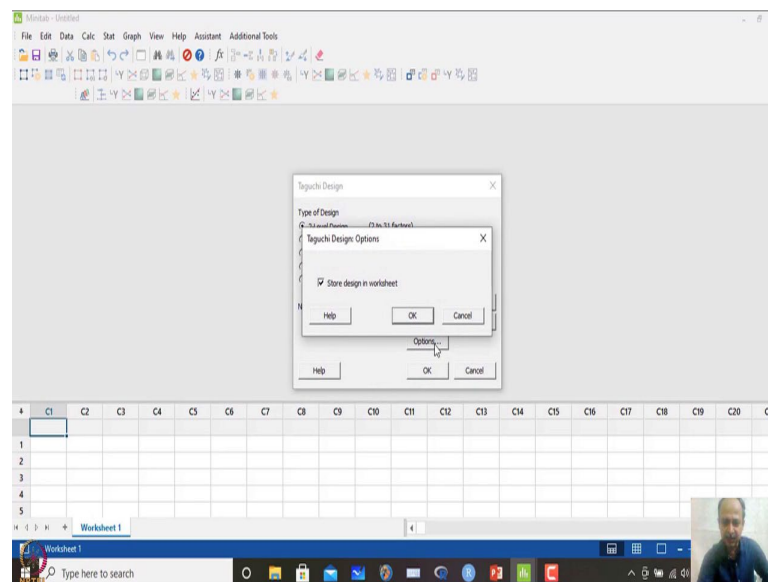 Minitab - Untitled
File Edit Data Calc Stat Graph View Help Assistant Additional Tools
Taguchi Design X
Type of Design
(2 to 31 factors)
Taguchi Design: Options X
Store design in worksheet
Help OK Cancel
Options...
Help OK Cancel
C1 C2 C3 C4 C5 C6 C7 C8 C9 C10 C11 C12 C13 C14 C15 C16 C17 C18 C19 C20
1
2
3
4
5
Worksheet 1
Worksheet 1
Type here to search